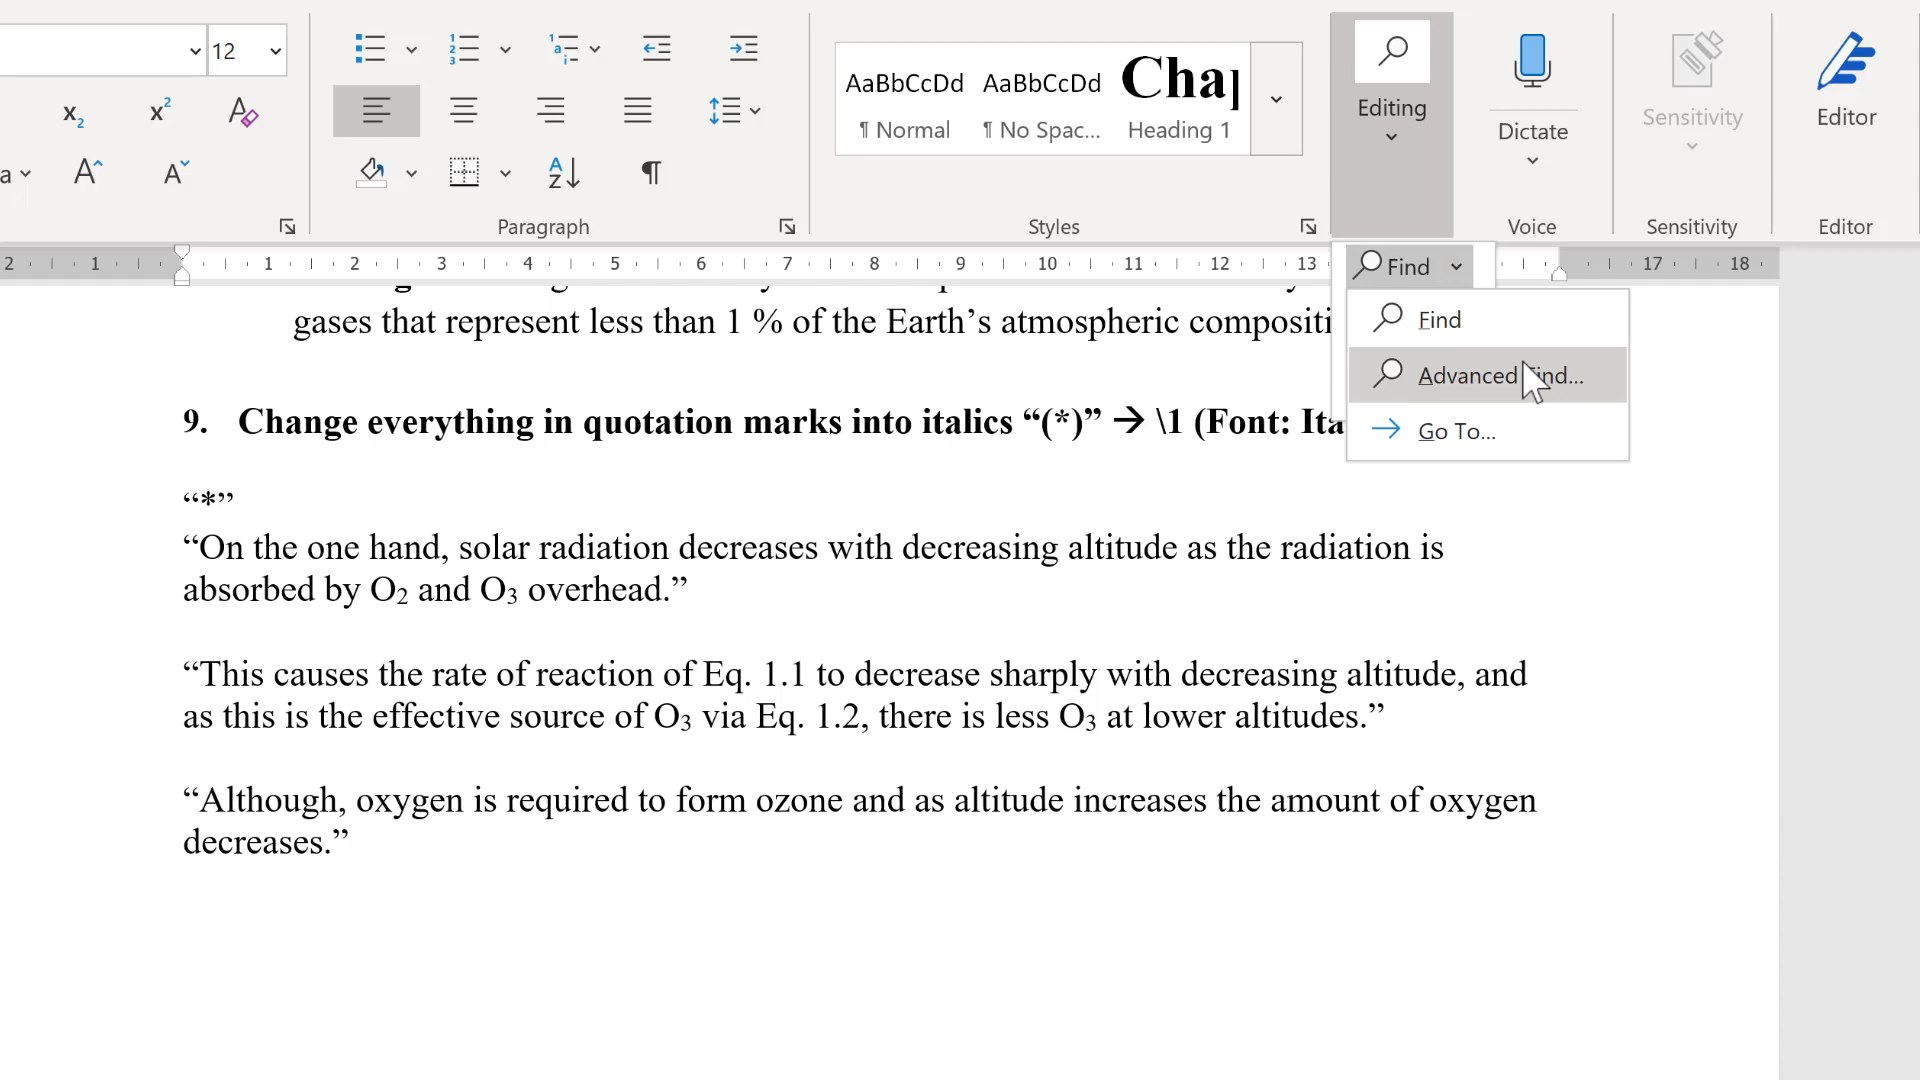 12
a
Paragraph
AaBbCcDd AaBbCcDd Chap
¶ Normal ¶ No Spac... Heading 1
Styles
Editing
Dictate
Voice
Sensitivity
Sensitivity
Editor
Editor
2 1 1 2 3 4 5 6 7 8 9 10 11 12 13 17 18
Find
Find
Advanced Find...
Go To...
gases that represent less than 1 % of the Earth’s atmospheric compositi
9. Change everything in quotation marks into italics “(*)” → \1 (Font: Ita
“*”
“On the one hand, solar radiation decreases with decreasing altitude as the radiation is
absorbed by O₂ and O₃ overhead.”
“This causes the rate of reaction of Eq. 1.1 to decrease sharply with decreasing altitude, and
as this is the effective source of O₃ via Eq. 1.2, there is less O₃ at lower altitudes.”
“Although, oxygen is required to form ozone and as altitude increases the amount of oxygen
decreases.”